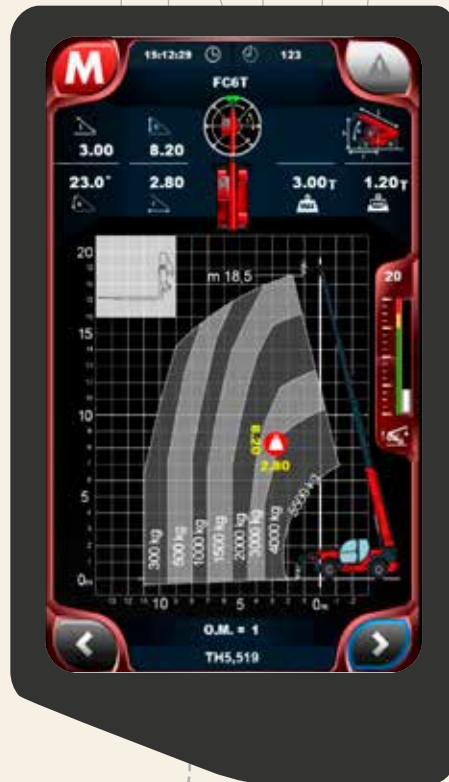 M
15:12:29 123
FC6T
3.00 8.20
23.0° 2.80 3.00T 1.20T
20
m 18,5
20
15
10
8.20
2.80
5
300 kg
500 kg
1000 kg
1500 kg
2000 kg
3000 kg
4000 kg
5500 kg
0m
10 5 0m
O.M. = 1
TH5,519